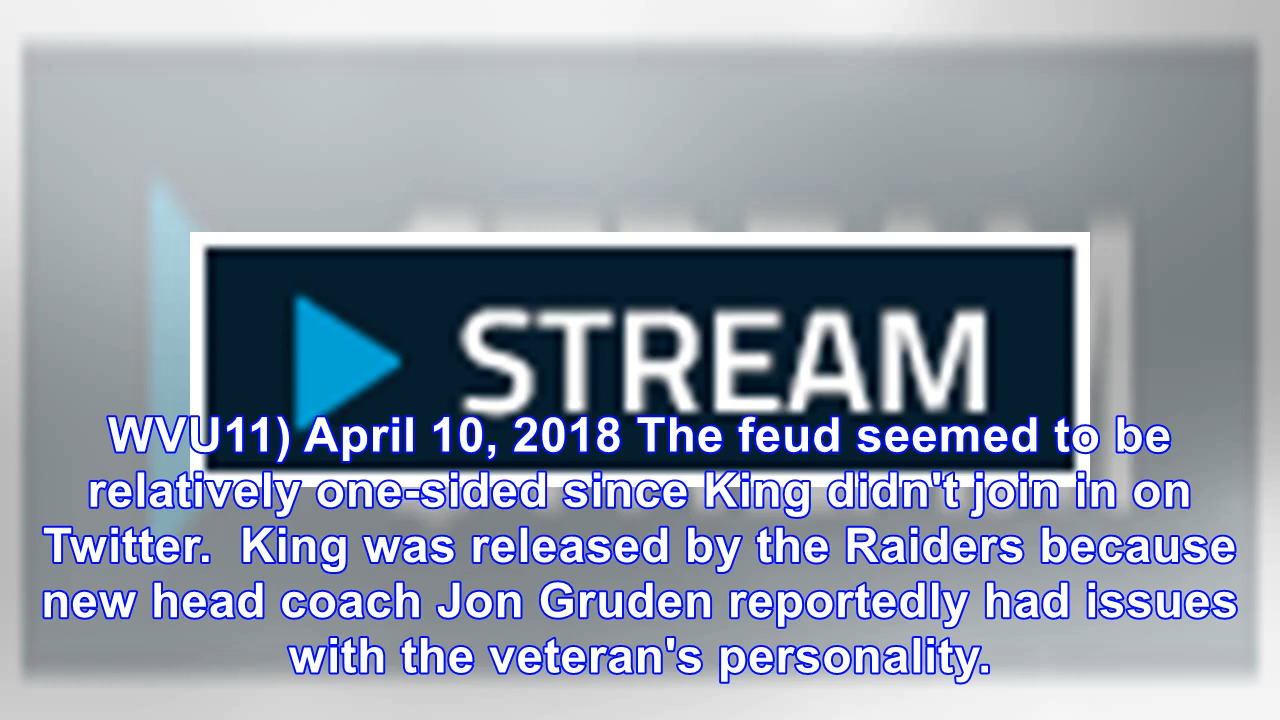 STREAM
WVU11) April 10, 2018 The feud seemed to be
relatively one-sided since King didn't join in on
Twitter.  King was released by the Raiders because
new head coach Jon Gruden reportedly had issues
with the veteran's personality.